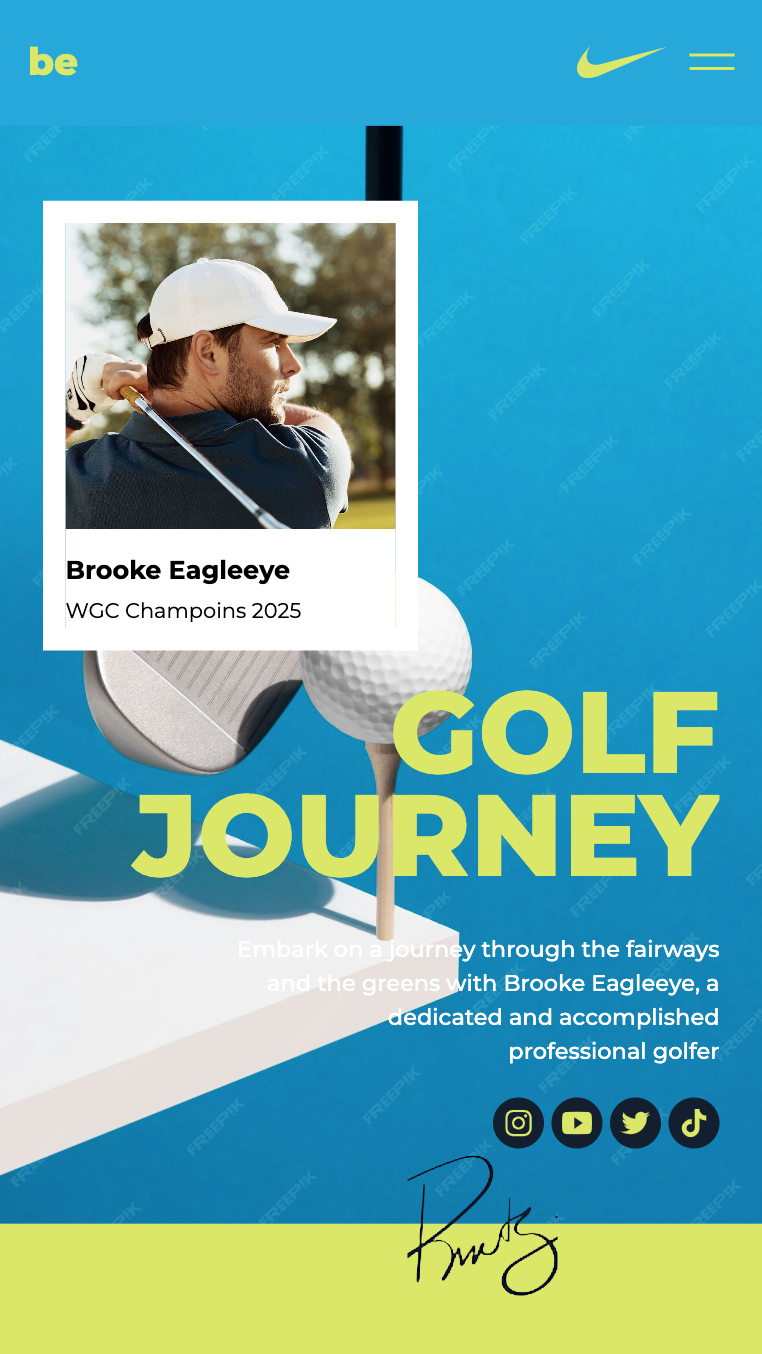 be
Brooke Eagleeye
WGC Champoins 2025
GOLF
JOURNEY
Embark on a journey through the fairways
and the greens with Brooke Eagleeye, a
dedicated and accomplished
professional golfer
FREEPIK